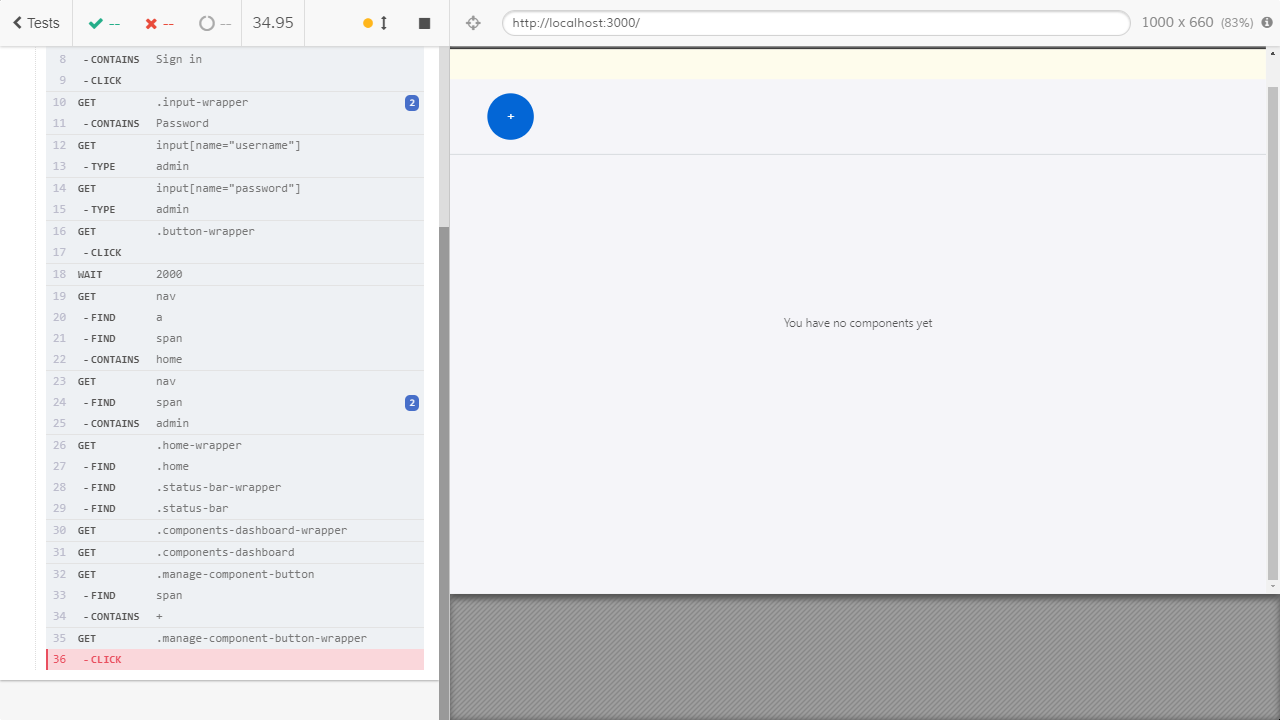 Tests -- -- -- 34.95 http://localhost:3000/ 1000 x 660 (83%)
8 - CONTAINS Sign in
9 - CLICK
10 GET .input-wrapper 2
11 - CONTAINS Password
12 GET input[name="username"]
13 - TYPE admin
14 GET input[name="password"]
15 - TYPE admin
16 GET .button-wrapper
17 - CLICK
18 WAIT 2000
19 GET nav
20 - FIND a
21 - FIND span
22 - CONTAINS home
23 GET nav
24 - FIND span 2
25 - CONTAINS admin
26 GET .home-wrapper
27 - FIND .home
28 - FIND .status-bar-wrapper
29 - FIND .status-bar
30 GET .components-dashboard-wrapper
31 GET .components-dashboard
32 GET .manage-component-button
33 - FIND span
34 - CONTAINS +
35 GET .manage-component-button-wrapper
36 - CLICK
+
You have no components yet